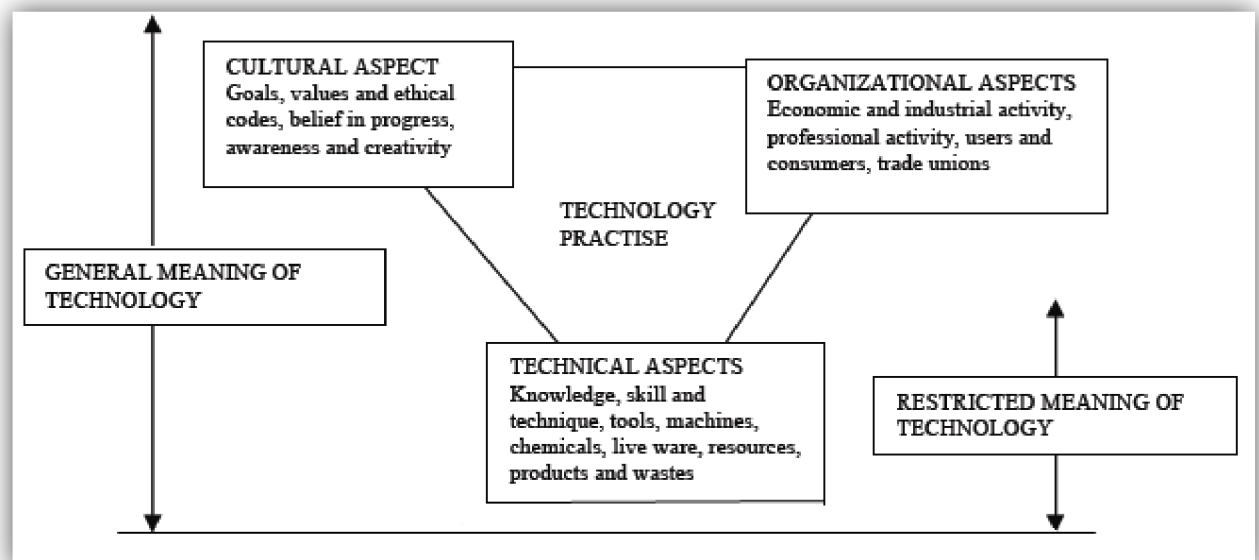 CULTURAL ASPECT
Goals, values and ethical
codes, belief in progress,
awareness and creativity
ORGANIZATIONAL ASPECTS
Economic and industrial activity,
professional activity, users and
consumers, trade unions
TECHNOLOGY
PRACTISE
GENERAL MEANING OF
TECHNOLOGY
TECHNICAL ASPECTS
Knowledge, skill and
technique, tools, machines,
chemicals, live ware, resources,
products and wastes
RESTRICTED MEANING OF
TECHNOLOGY